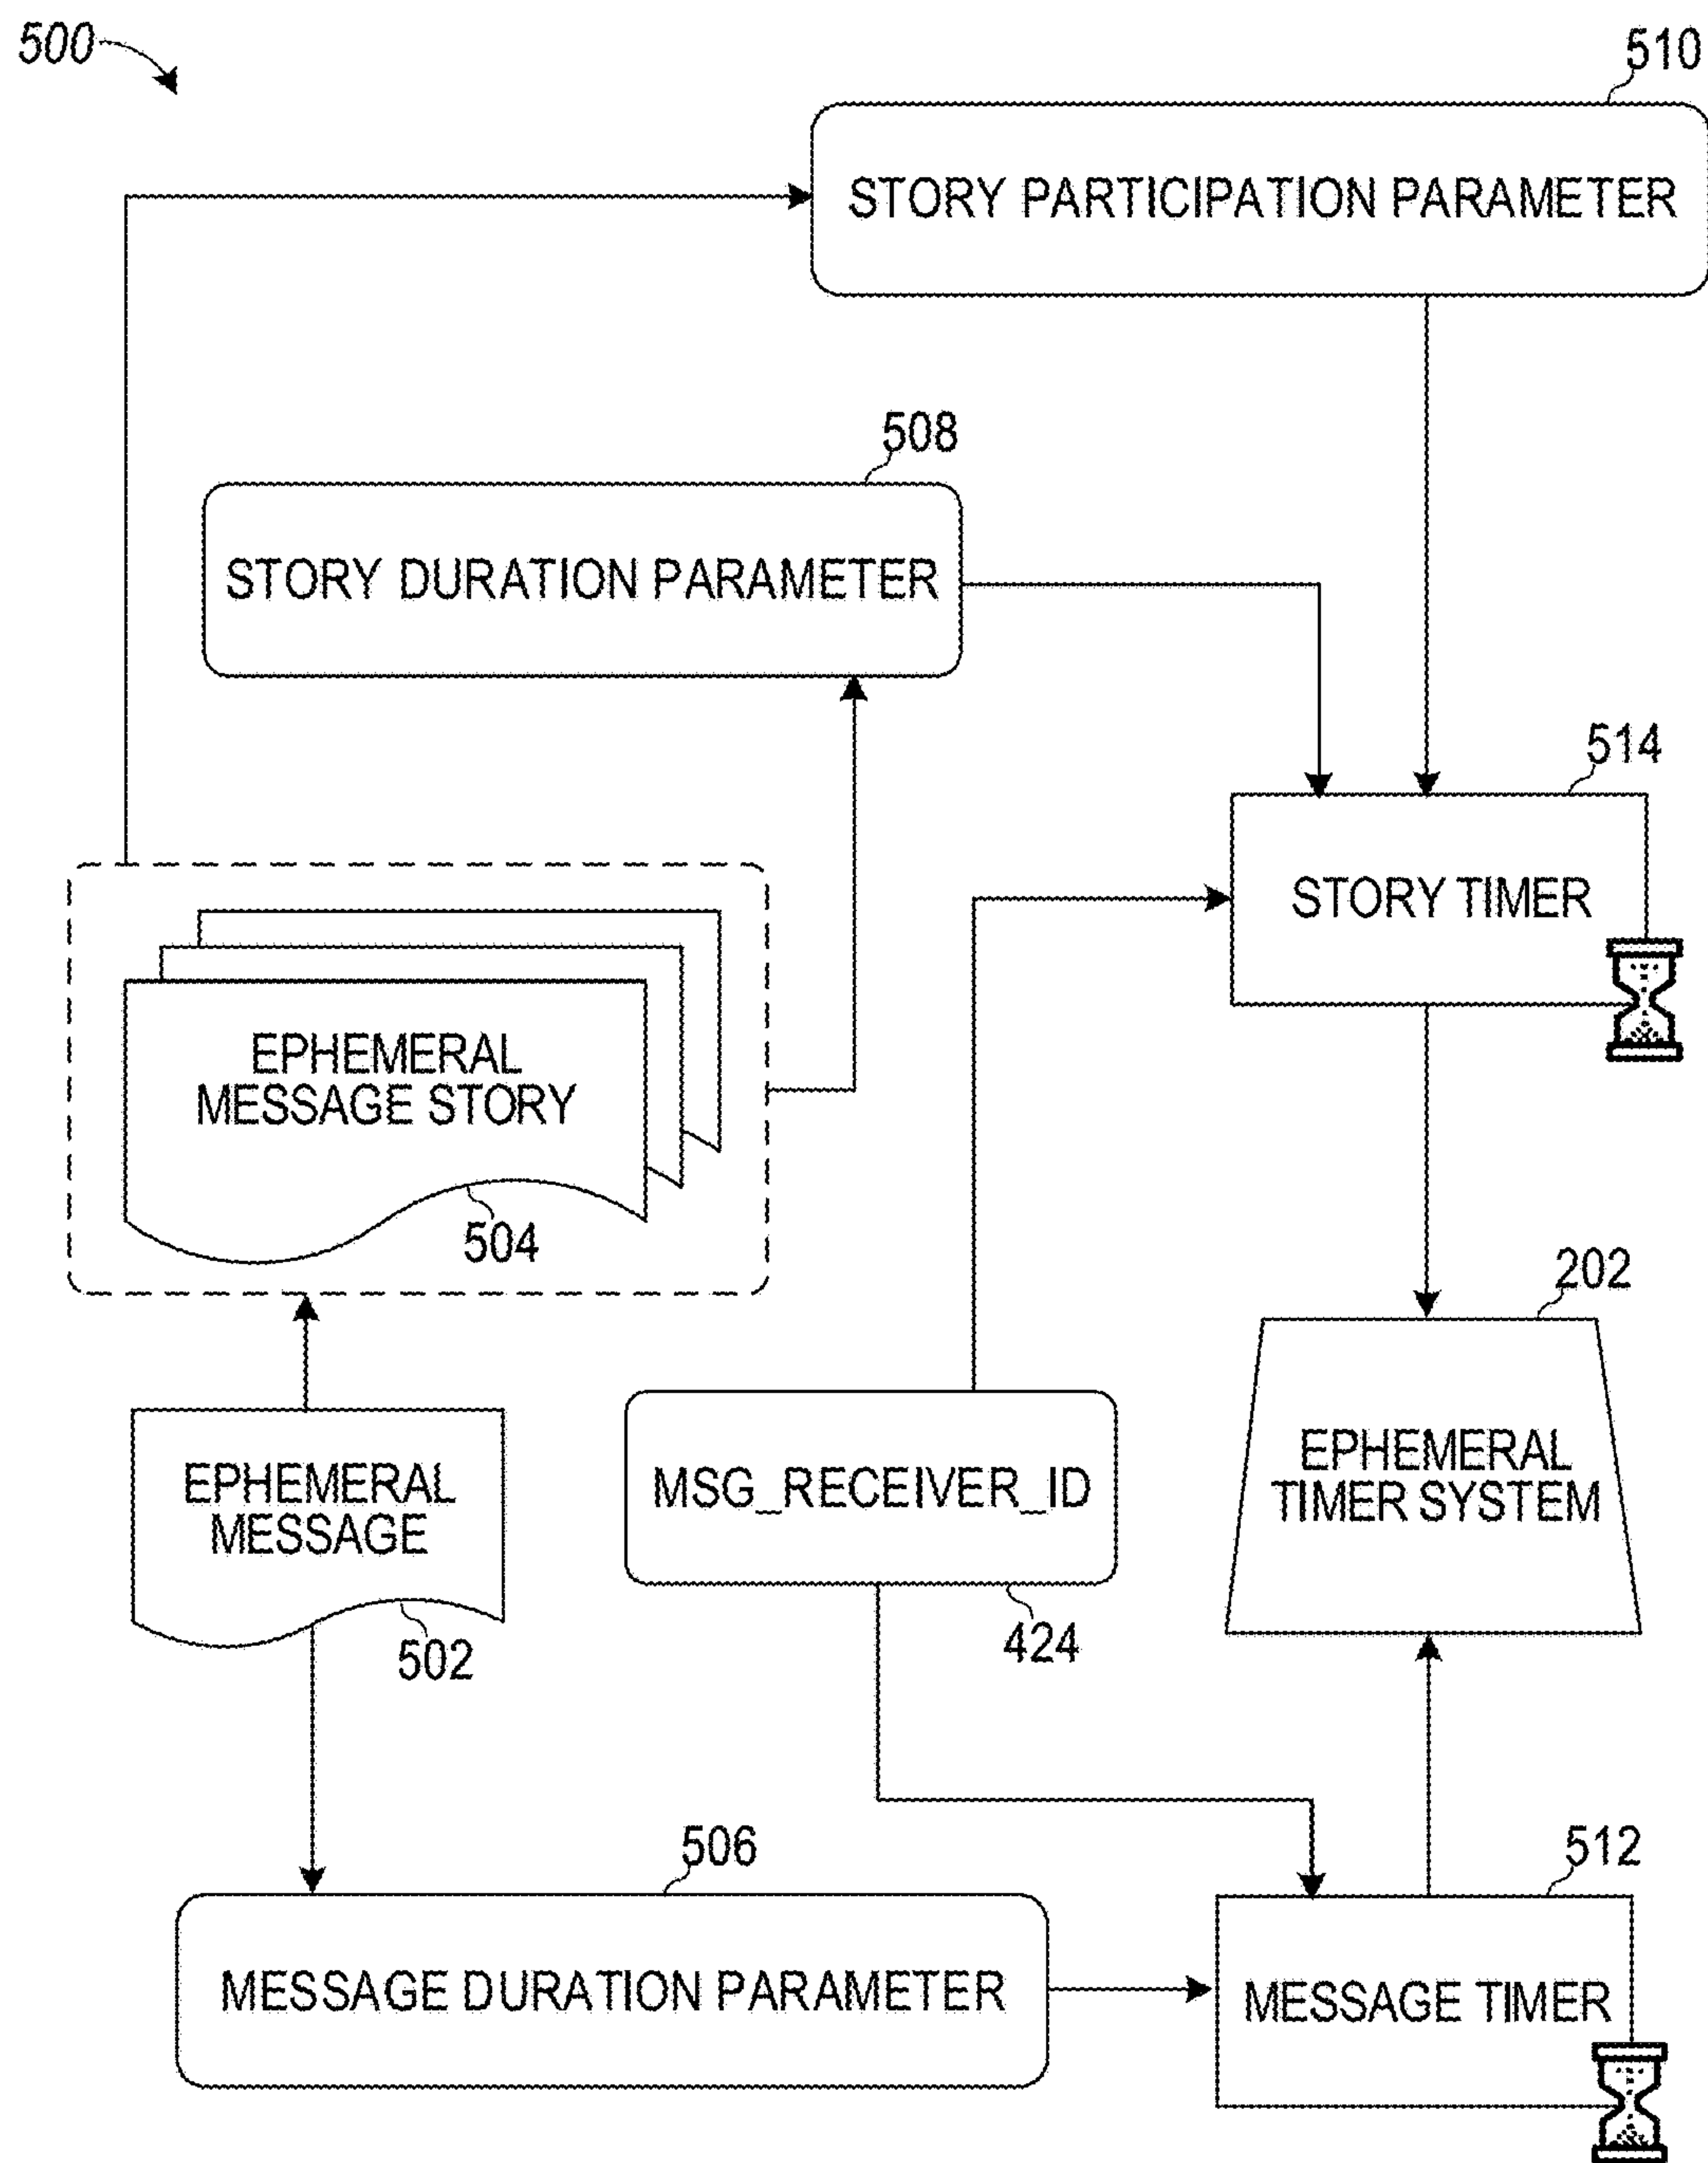 500
510
STORY PARTICIPATION PARAMETER
508
STORY DURATION PARAMETER
514
STORY TIMER
EPHEMERAL
MESSAGE STORY
504
202
EPHEMERAL
TIMER SYSTEM
EPHEMERAL
MESSAGE
502
MSG_RECEIVER_ID
424
506
MESSAGE DURATION PARAMETER
512
MESSAGE TIMER